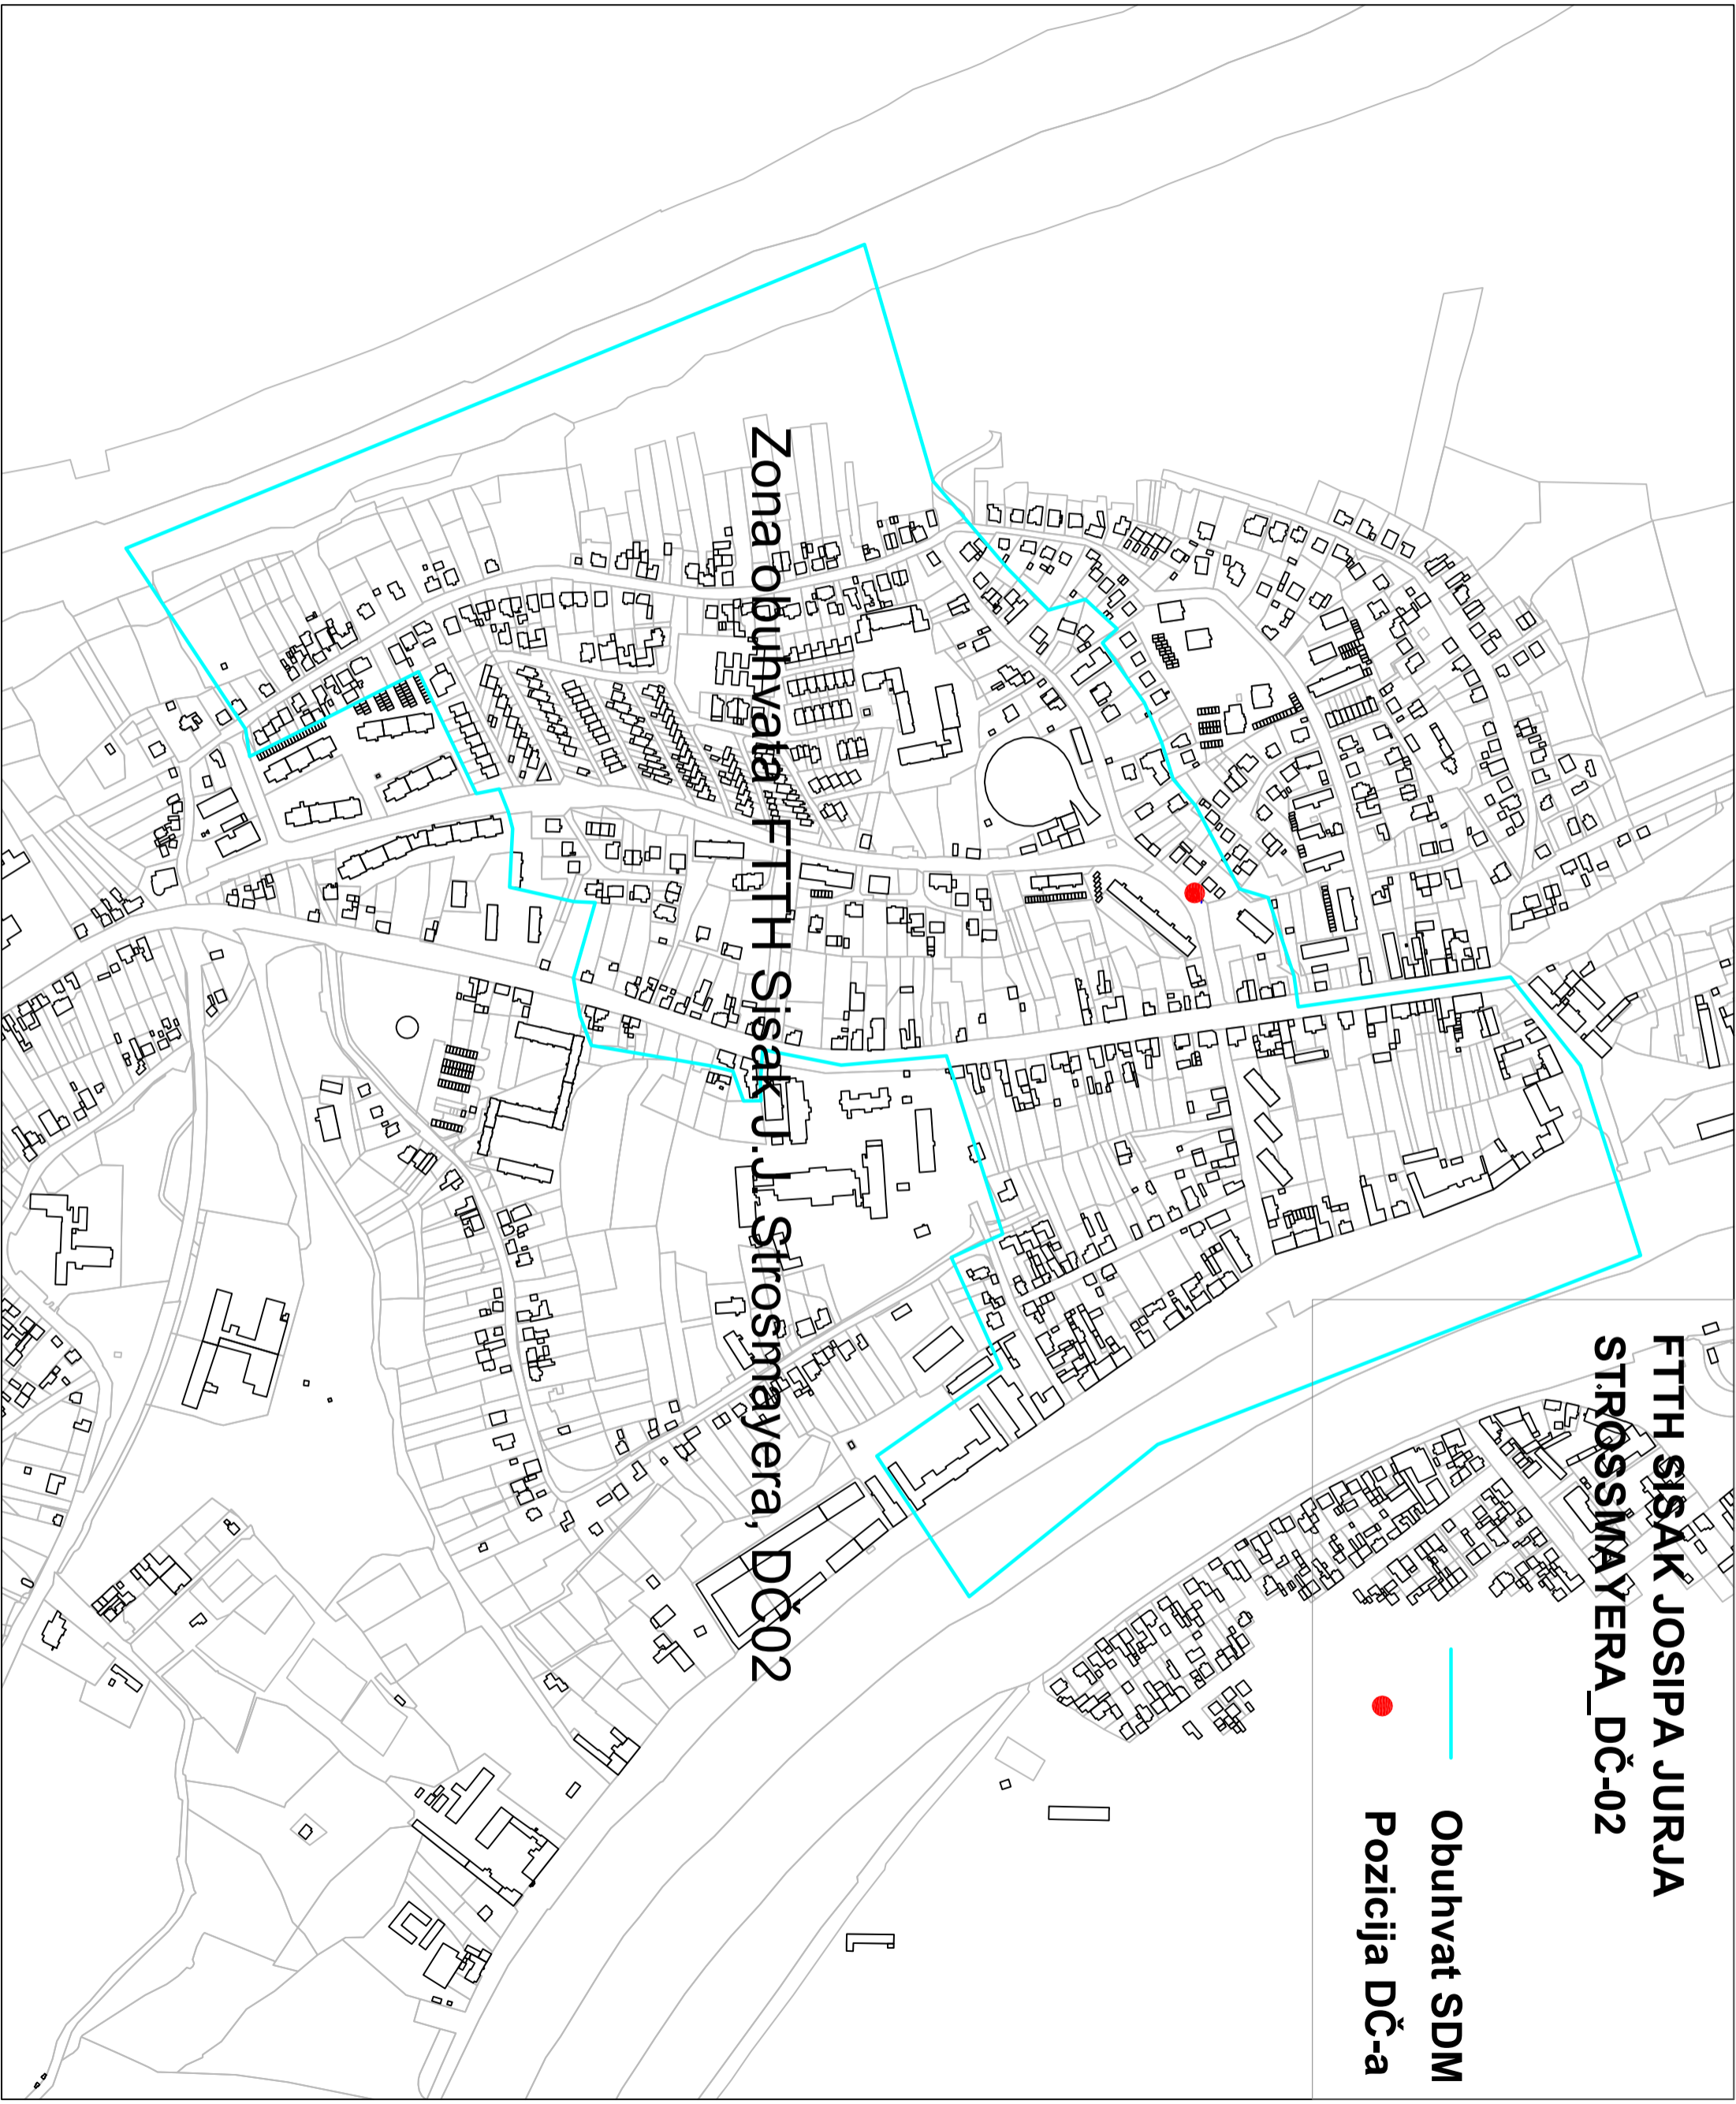 FTTH SISAK JOSIPA JURJA
STROSSMAYERA_DČ-02
Obuhvat SDM
Pozicija DČ-a
Zona obuhvata FTTH Sisak J.J. Strosmayera, DČ02